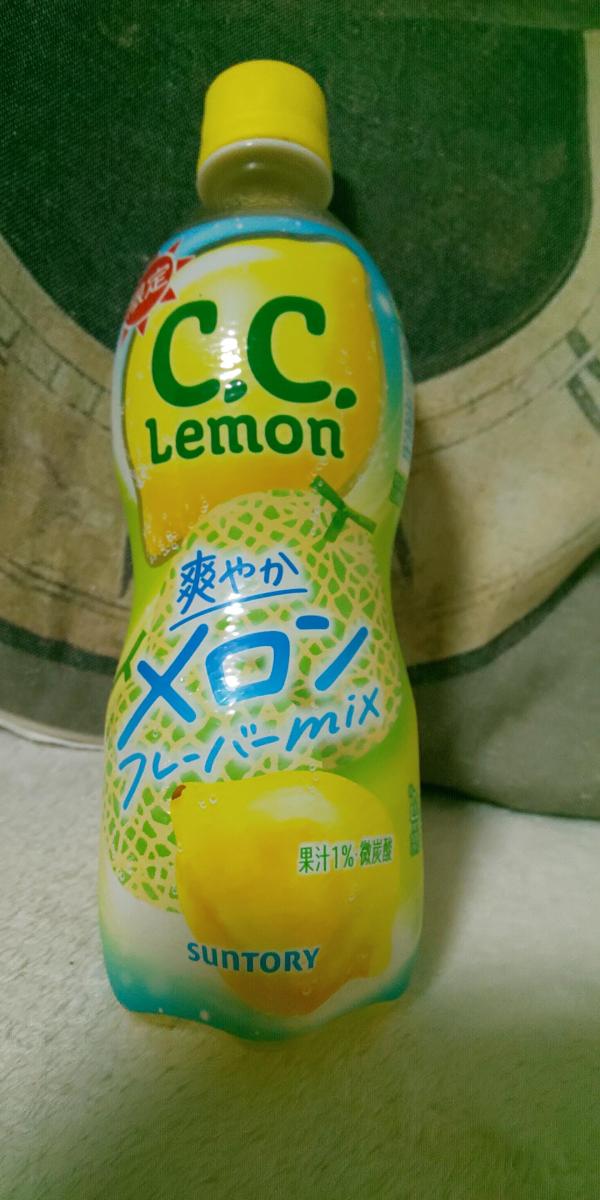 限定
C.C.
Lemon
爽やか
メロン
フレーバーmix
果汁1%・微炭酸
SUNTORY